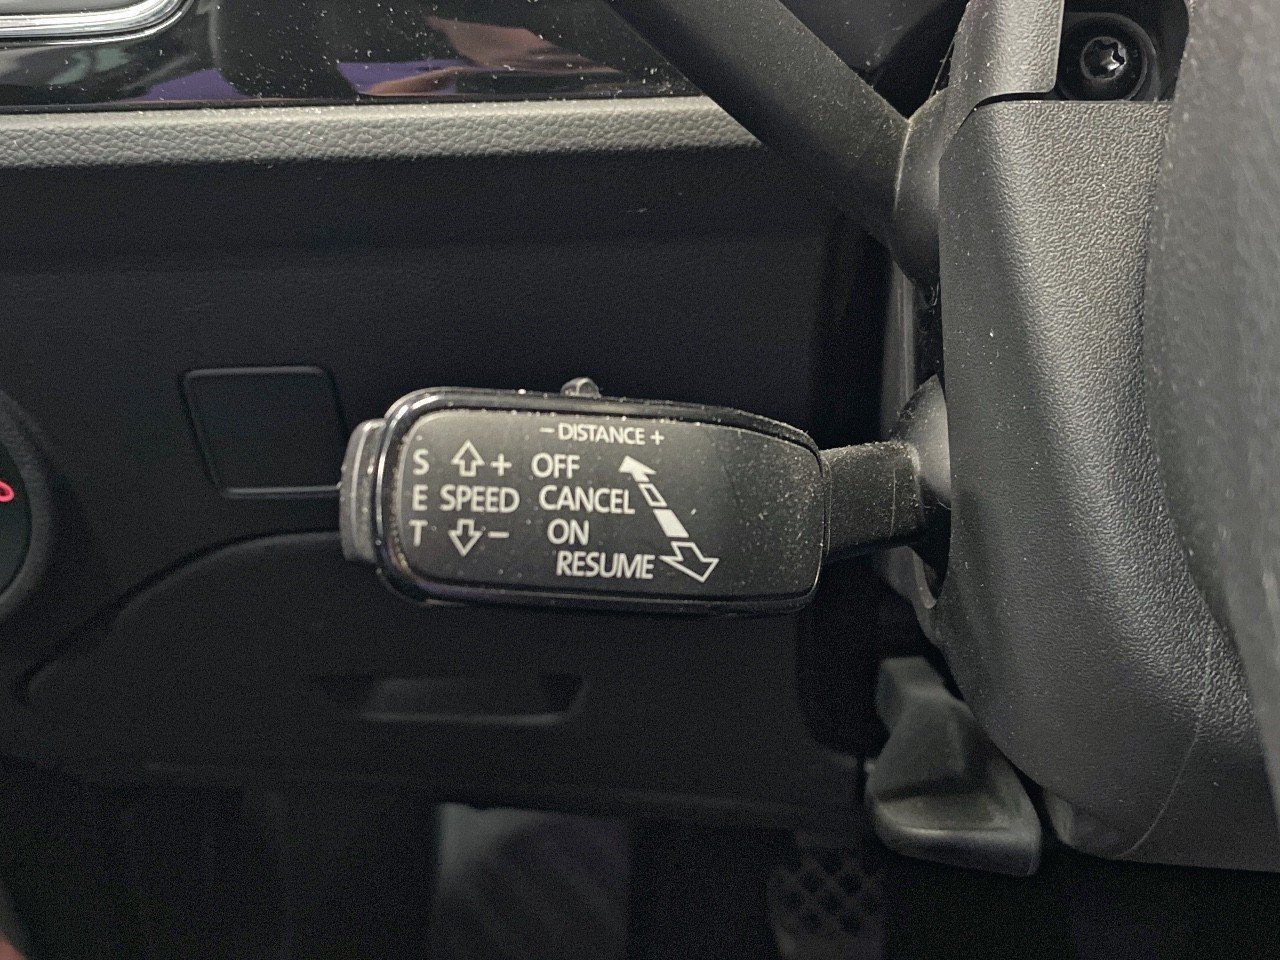 – DISTANCE +
S + OFF
E SPEED CANCEL
T – ON
RESUME